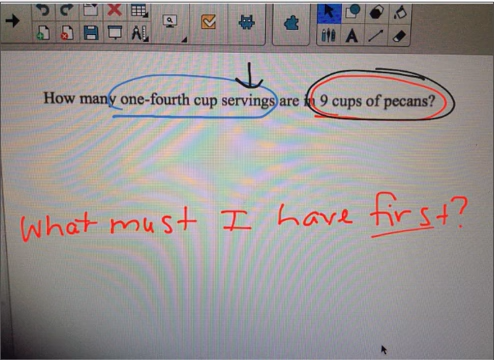 How many one-fourth cup servings are in 9 cups of pecans?
What must I have first?